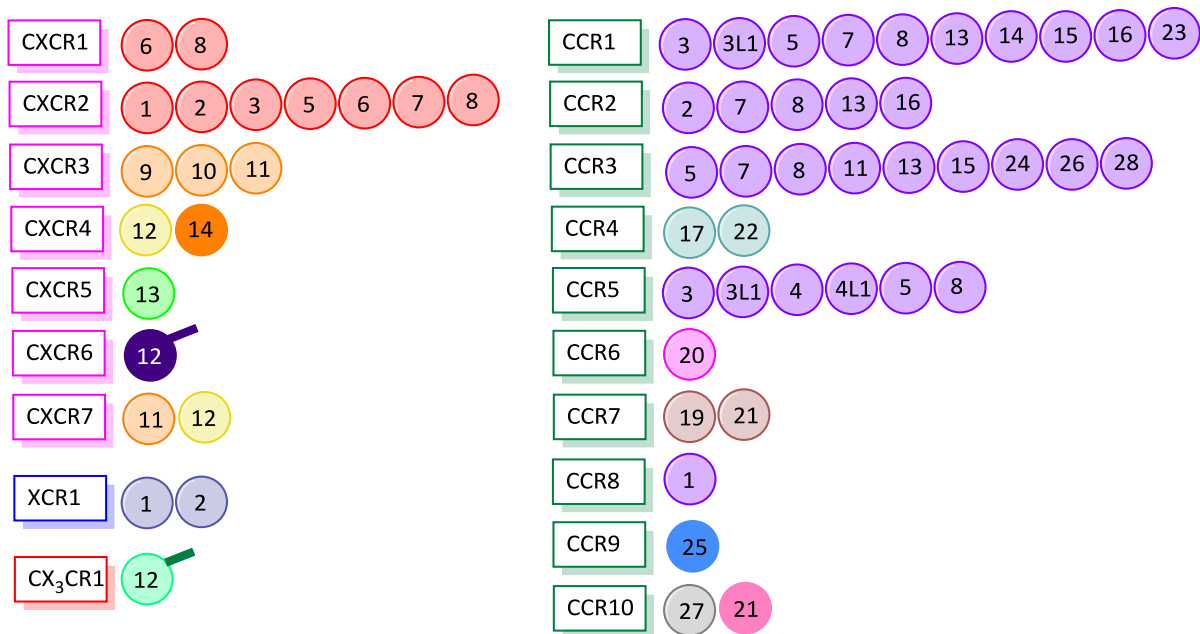 CXCR1 6 8
CXCR2 1 2 3 5 6 7 8
CXCR3 9 10 11
CXCR4 12 14
CXCR5 13
CXCR6 12
CXCR7 11 12
XCR1 1 2
CX3CR1 12
CCR1 3 3L1 5 7 8 13 14 15 16 23
CCR2 2 7 8 13 16
CCR3 5 7 8 11 13 15 24 26 28
CCR4 17 22
CCR5 3 3L1 4 4L1 5 8
CCR6 20
CCR7 19 21
CCR8 1
CCR9 25
CCR10 27 21